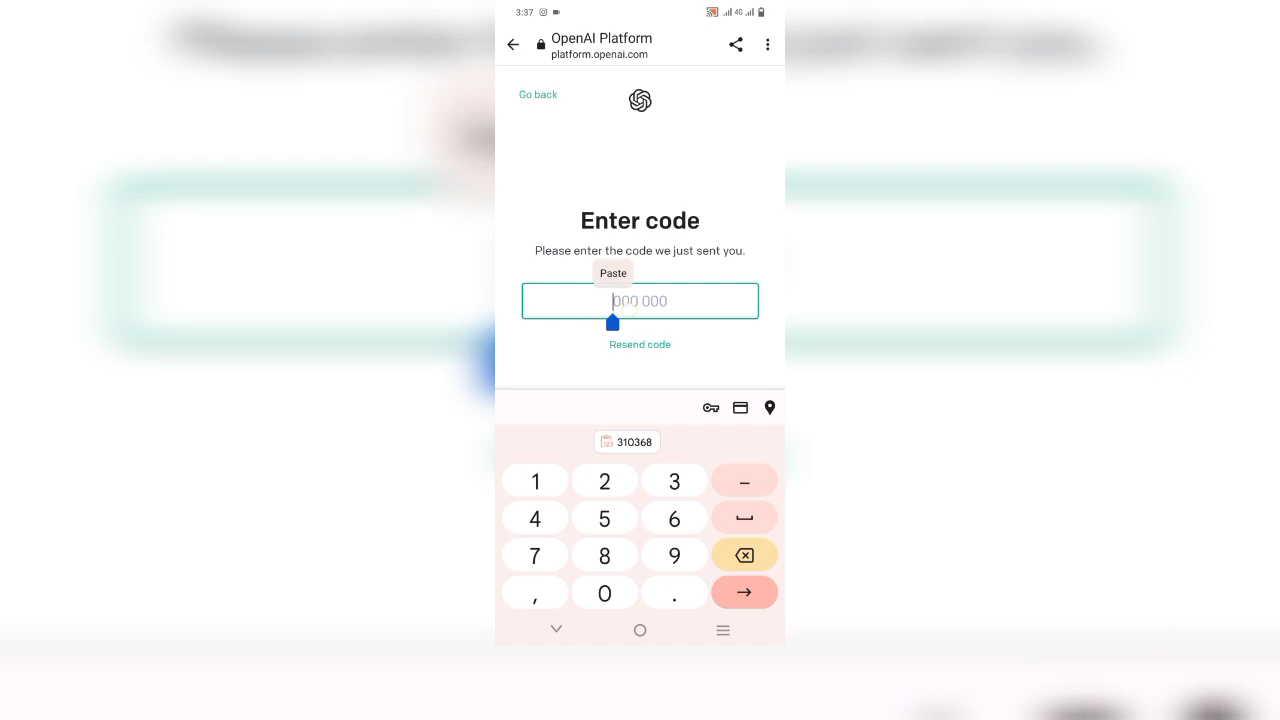 3:37 4G
OpenAI Platform
platform.openai.com
Go back
Enter code
Please enter the code we just sent you.
Paste
000 000
Resend code
310368
1 2 3 –
4 5 6
7 8 9
, 0 .